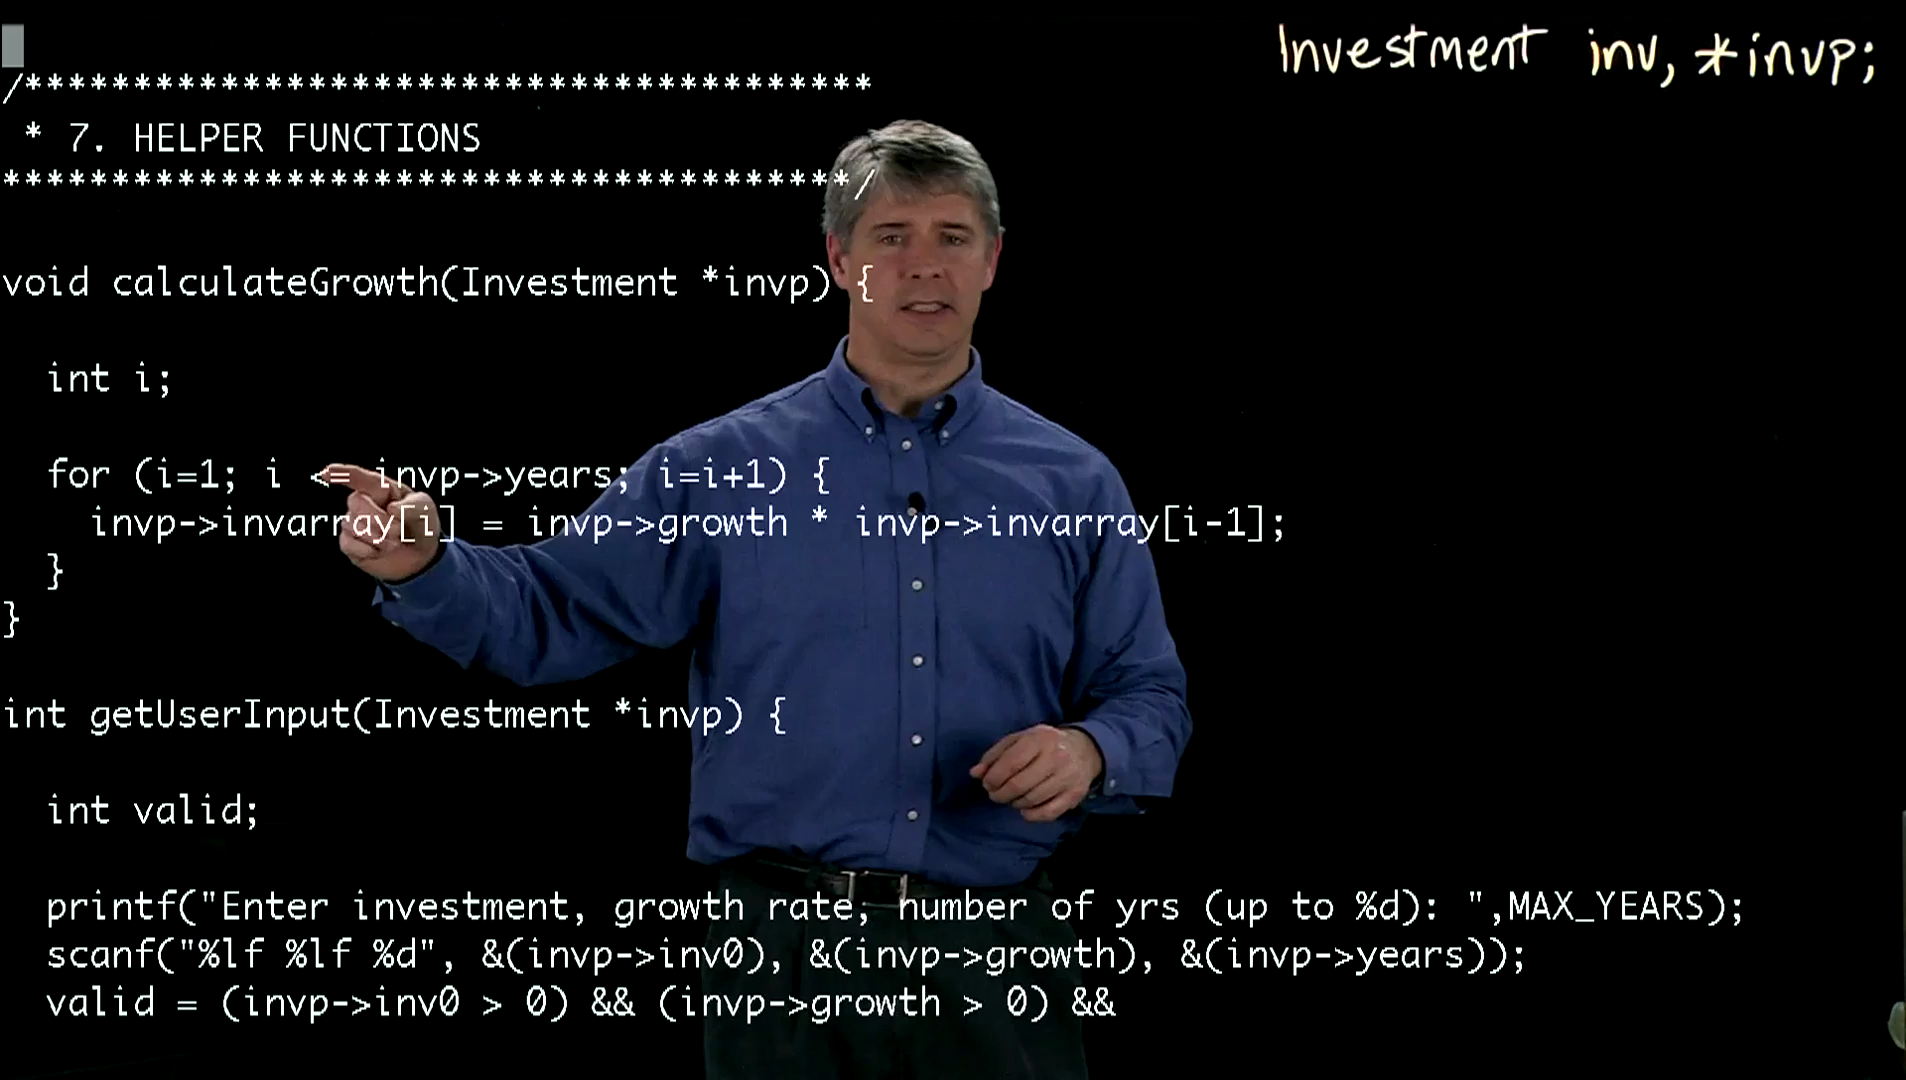 Investment inv, *invp;
/***************************************
* 7. HELPER FUNCTIONS
***************************************/
void calculateGrowth(Investment *invp) {
int i;
for (i=1; i <= invp->years; i=i+1) {
invp->invarray[i] = invp->growth * invp->invarray[i-1];
}
}
int getUserInput(Investment *invp) {
int valid;
printf("Enter investment, growth rate, number of yrs (up to %d): ",MAX_YEARS);
scanf("%lf %lf %d", &(invp->inv0), &(invp->growth), &(invp->years));
valid = (invp->inv0 > 0) && (invp->growth > 0) &&